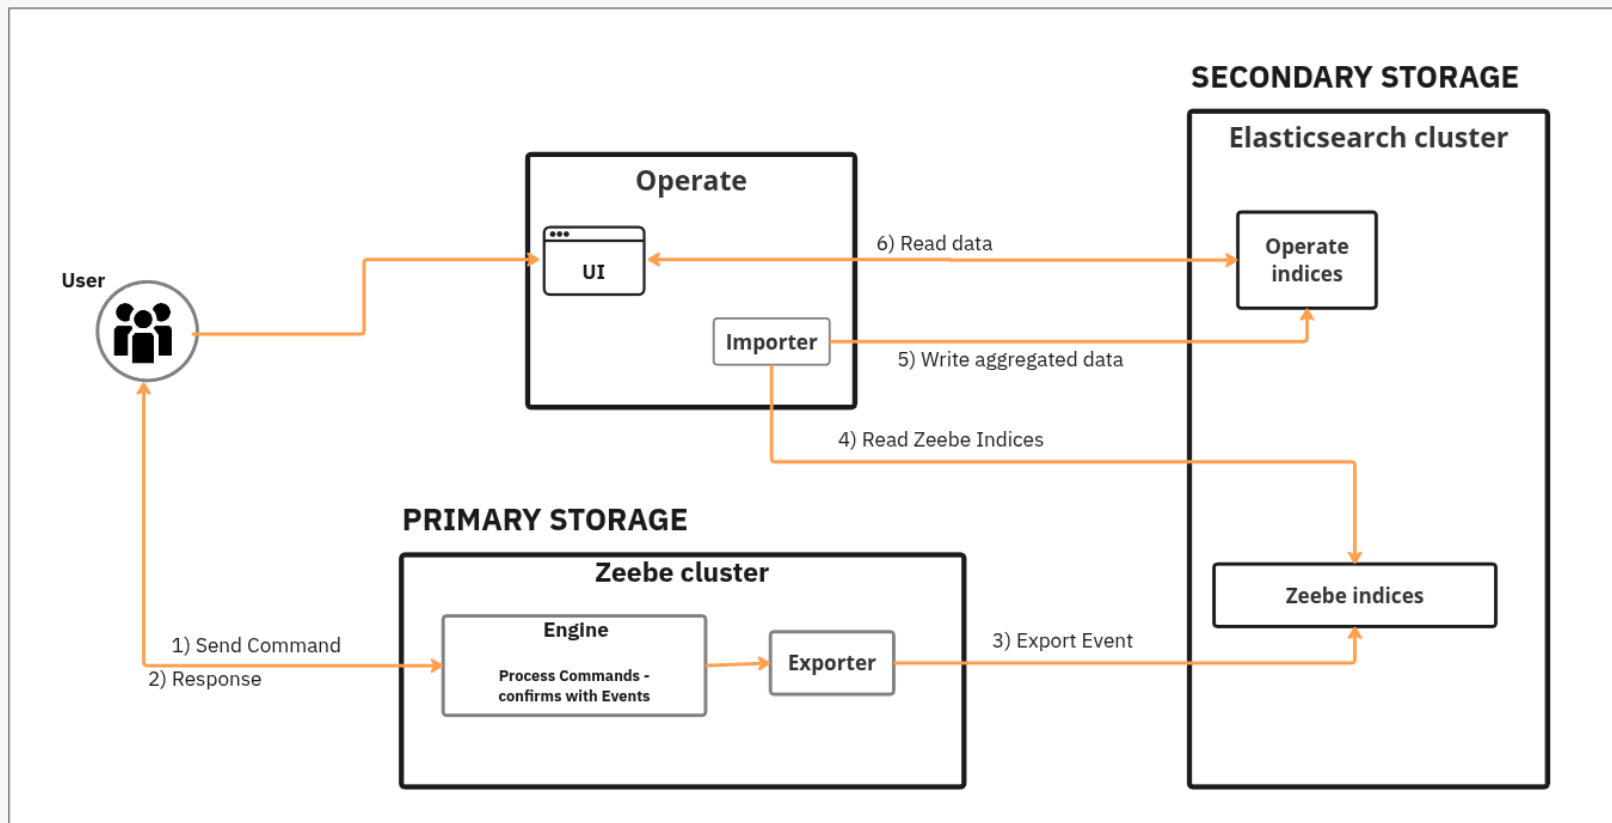 SECONDARY STORAGE
Elasticsearch cluster
Operate
UI
6) Read data
Operate
indices
User
Importer
5) Write aggregated data
4) Read Zeebe Indices
PRIMARY STORAGE
Zeebe cluster
Zeebe indices
Engine
Process Commands -
confirms with Events
Exporter
3) Export Event
1) Send Command
2) Response